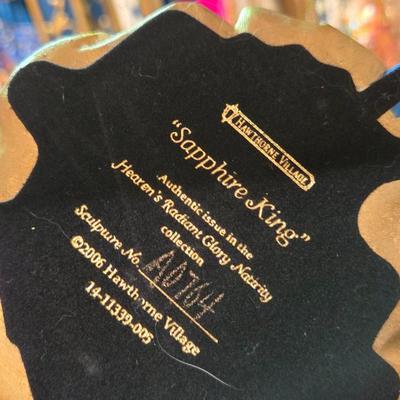 HAWTHORNE VILLAGE
"Sapphire King"
Authentic issue in the
Heaven's Radiant Glory Nativity
collection
Sculpture No.
©2006 Hawthorne Village
14-11339-005